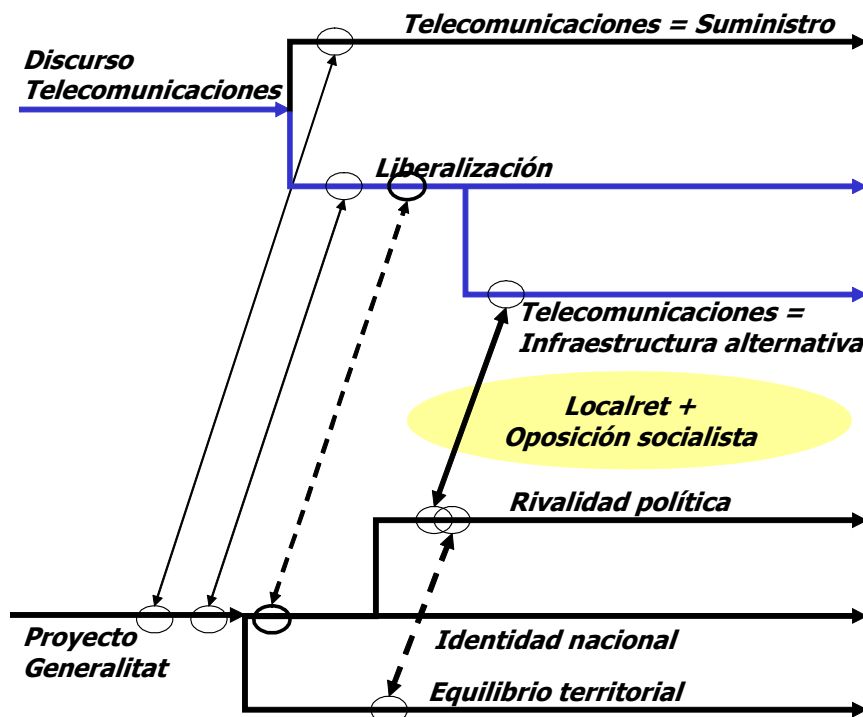 Telecomunicaciones = Suministro
Discurso
Telecomunicaciones
Liberalización
Telecomunicaciones =
Infraestructura alternativa
Localret +
Oposición socialista
Rivalidad política
Proyecto
Generalitat
Identidad nacional
Equilibrio territorial